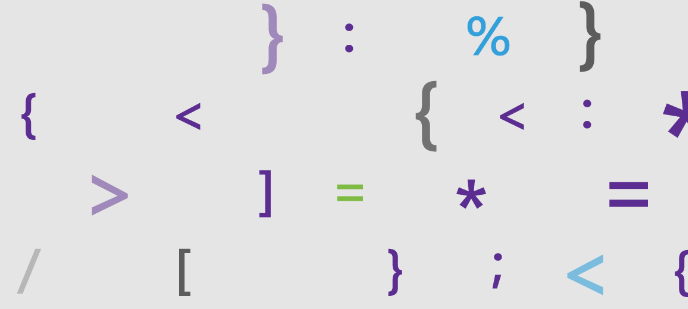 } : % }
{ < { < : *
> ] = * =
/ [ } ; < {